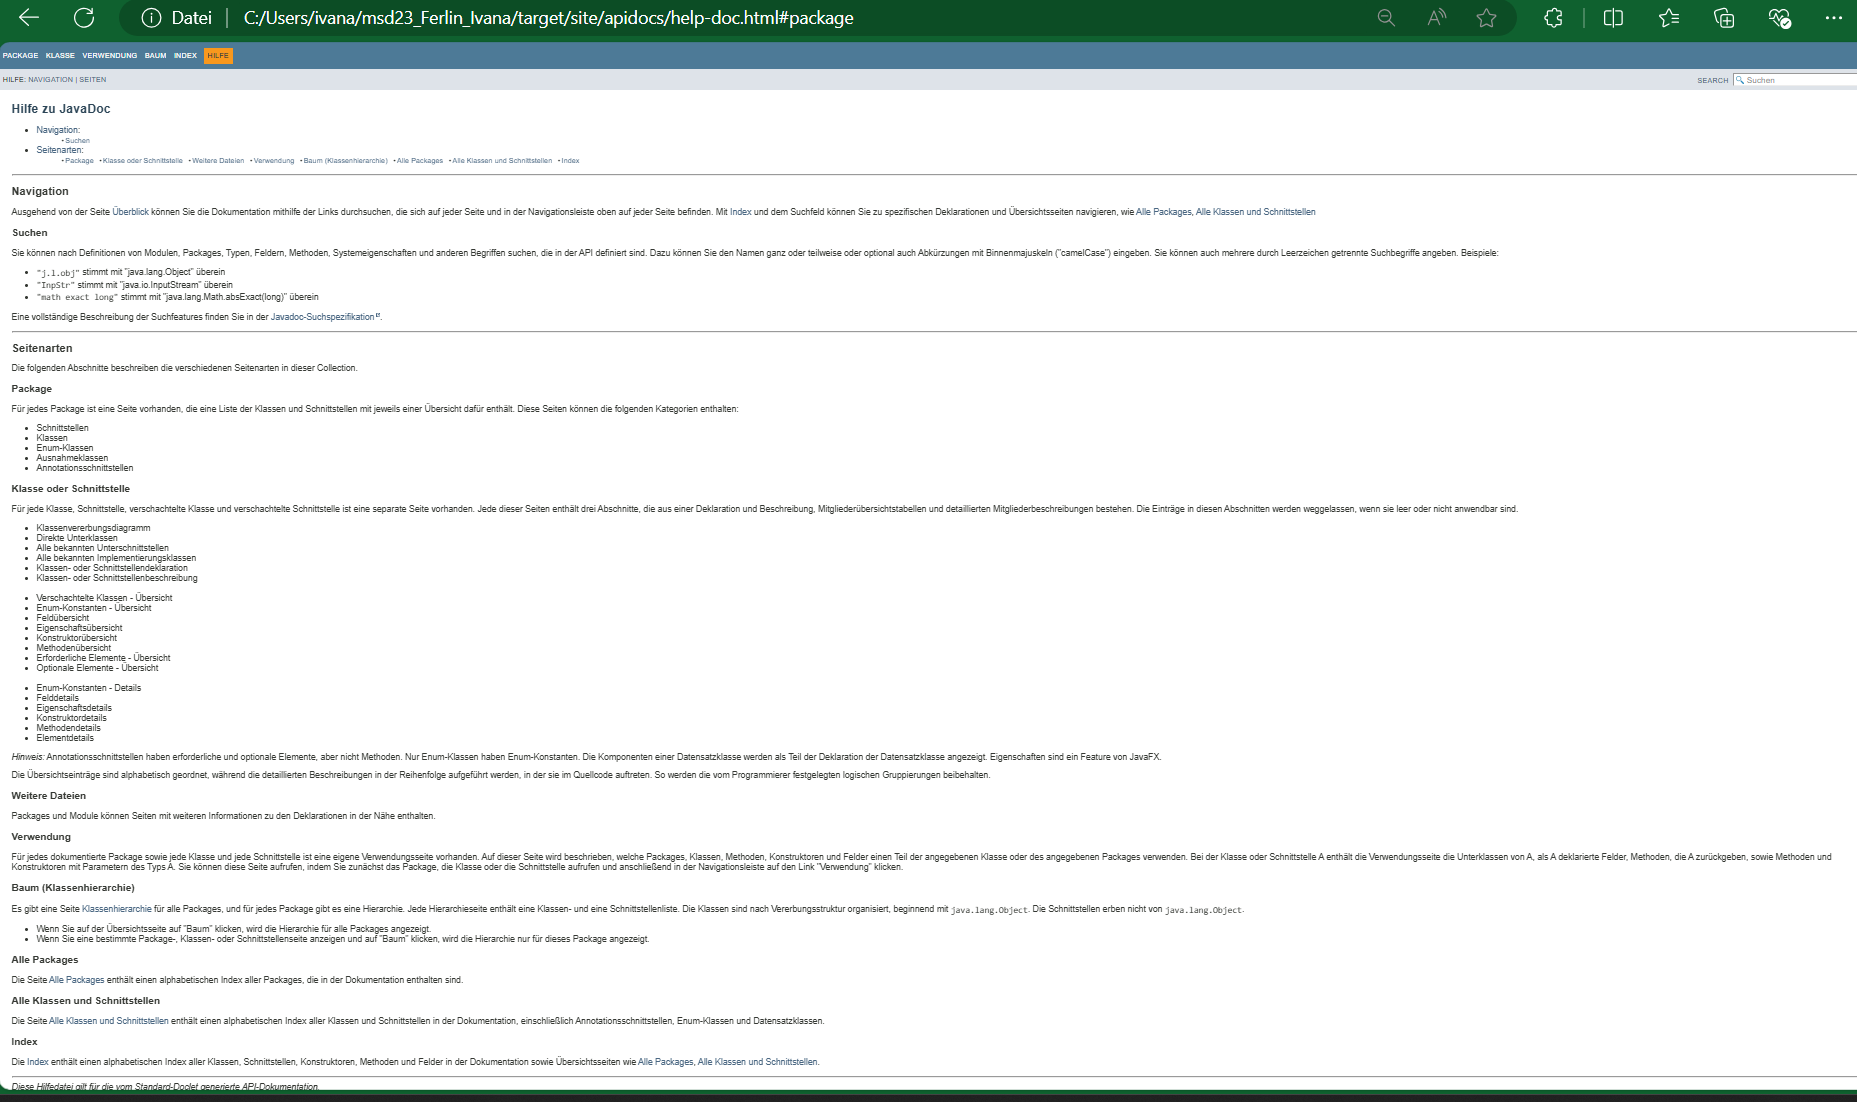 Datei | C:/Users/ivana/msd23_Ferlin_Ivana/target/site/apidocs/help-doc.html#package
PACKAGE KLASSE VERWENDUNG BAUM INDEX HILFE
HILFE: NAVIGATION | SEITEN SEARCH Suchen
Hilfe zu JavaDoc
• Navigation:
• Suchen
• Seitenarten:
• Package • Klasse oder Schnittstelle • Weitere Dateien • Verwendung • Baum (Klassenhierarchie) • Alle Packages • Alle Klassen und Schnittstellen • Index
Navigation
Ausgehend von der Seite Überblick können Sie die Dokumentation mithilfe der Links durchsuchen, die sich auf jeder Seite und in der Navigationsleiste oben auf jeder Seite befinden. Mit Index und dem Suchfeld können Sie zu spezifischen Deklarationen und Übersichtsseiten navigieren, wie Alle Packages, Alle Klassen und Schnittstellen
Suchen
Sie können nach Definitionen von Modulen, Packages, Typen, Feldern, Methoden, Systemeigenschaften und anderen Begriffen suchen, die in der API definiert sind. Dazu können Sie den Namen ganz oder teilweise oder optional auch Abkürzungen mit Binnenmajuskeln ("camelCase") eingeben. Sie können auch mehrere durch Leerzeichen getrennte Suchbegriffe angeben. Beispiele:
• "j.l.obj" stimmt mit "java.lang.Object" überein
• "InpStr" stimmt mit "java.io.InputStream" überein
• "math exact long" stimmt mit "java.lang.Math.absExact(long)" überein
Eine vollständige Beschreibung der Suchfeatures finden Sie in der Javadoc-Suchspezifikation.
Seitenarten
Die folgenden Abschnitte beschreiben die verschiedenen Seitenarten in dieser Collection.
Package
Für jedes Package ist eine Seite vorhanden, die eine Liste der Klassen und Schnittstellen mit jeweils einer Übersicht dafür enthält. Diese Seiten können die folgenden Kategorien enthalten:
• Schnittstellen
• Klassen
• Enum-Klassen
• Ausnahmeklassen
• Annotationsschnittstellen
Klasse oder Schnittstelle
Für jede Klasse, Schnittstelle, verschachtelte Klasse und verschachtelte Schnittstelle ist eine separate Seite vorhanden. Jede dieser Seiten enthält drei Abschnitte, die aus einer Deklaration und Beschreibung, Mitgliederübersichtstabellen und detaillierten Mitgliederbeschreibungen bestehen. Die Einträge in diesen Abschnitten werden weggelassen, wenn sie leer oder nicht anwendbar sind.
• Klassenvererbungsdiagramm
• Direkte Unterklassen
• Alle bekannten Unterschnittstellen
• Alle bekannten Implementierungsklassen
• Klassen- oder Schnittstellendeklaration
• Klassen- oder Schnittstellenbeschreibung
• Verschachtelte Klassen - Übersicht
• Enum-Konstanten - Übersicht
• Feldübersicht
• Eigenschaftsübersicht
• Konstruktorübersicht
• Methodenübersicht
• Erforderliche Elemente - Übersicht
• Optionale Elemente - Übersicht
• Enum-Konstanten - Details
• Felddetails
• Eigenschaftsdetails
• Konstruktordetails
• Methodendetails
• Elementdetails
Hinweis: Annotationsschnittstellen haben erforderliche und optionale Elemente, aber nicht Methoden. Nur Enum-Klassen haben Enum-Konstanten. Die Komponenten einer Datensatzklasse werden als Teil der Deklaration der Datensatzklasse angezeigt. Eigenschaften sind ein Feature von JavaFX.
Die Übersichtseinträge sind alphabetisch geordnet, während die detaillierten Beschreibungen in der Reihenfolge aufgeführt werden, in der sie im Quellcode auftreten. So werden die vom Programmierer festgelegten logischen Gruppierungen beibehalten.
Weitere Dateien
Packages und Module können Seiten mit weiteren Informationen zu den Deklarationen in der Nähe enthalten.
Verwendung
Für jedes dokumentierte Package sowie jede Klasse und jede Schnittstelle ist eine eigene Verwendungsseite vorhanden. Auf dieser Seite wird beschrieben, welche Packages, Klassen, Methoden, Konstruktoren und Felder einen Teil der angegebenen Klasse oder des angegebenen Packages verwenden. Bei der Klasse oder Schnittstelle A enthält die Verwendungsseite die Unterklassen von A, als A deklarierte Felder, Methoden, die A zurückgeben, sowie Methoden und
Konstruktoren mit Parametern des Typs A. Sie können diese Seite aufrufen, indem Sie zunächst das Package, die Klasse oder die Schnittstelle aufrufen und anschließend in der Navigationsleiste auf den Link "Verwendung" klicken.
Baum (Klassenhierarchie)
Es gibt eine Seite Klassenhierarchie für alle Packages, und für jedes Package gibt es eine Hierarchie. Jede Hierarchieseite enthält eine Klassen- und eine Schnittstellenliste. Die Klassen sind nach Vererbungsstruktur organisiert, beginnend mit java.lang.Object. Die Schnittstellen erben nicht von java.lang.Object.
• Wenn Sie auf der Übersichtsseite auf "Baum" klicken, wird die Hierarchie für alle Packages angezeigt.
• Wenn Sie eine bestimmte Package-, Klassen- oder Schnittstellenseite anzeigen und auf "Baum" klicken, wird die Hierarchie nur für dieses Package angezeigt.
Alle Packages
Die Seite Alle Packages enthält einen alphabetischen Index aller Packages, die in der Dokumentation enthalten sind.
Alle Klassen und Schnittstellen
Die Seite Alle Klassen und Schnittstellen enthält einen alphabetischen Index aller Klassen und Schnittstellen in der Dokumentation, einschließlich Annotationsschnittstellen, Enum-Klassen und Datensatzklassen.
Index
Die Index enthält einen alphabetischen Index aller Klassen, Schnittstellen, Konstruktoren, Methoden und Felder in der Dokumentation sowie Übersichtsseiten wie Alle Packages, Alle Klassen und Schnittstellen.
Diese Hilfedatei gilt für die vom Standard-Doclet generierte API-Dokumentation.